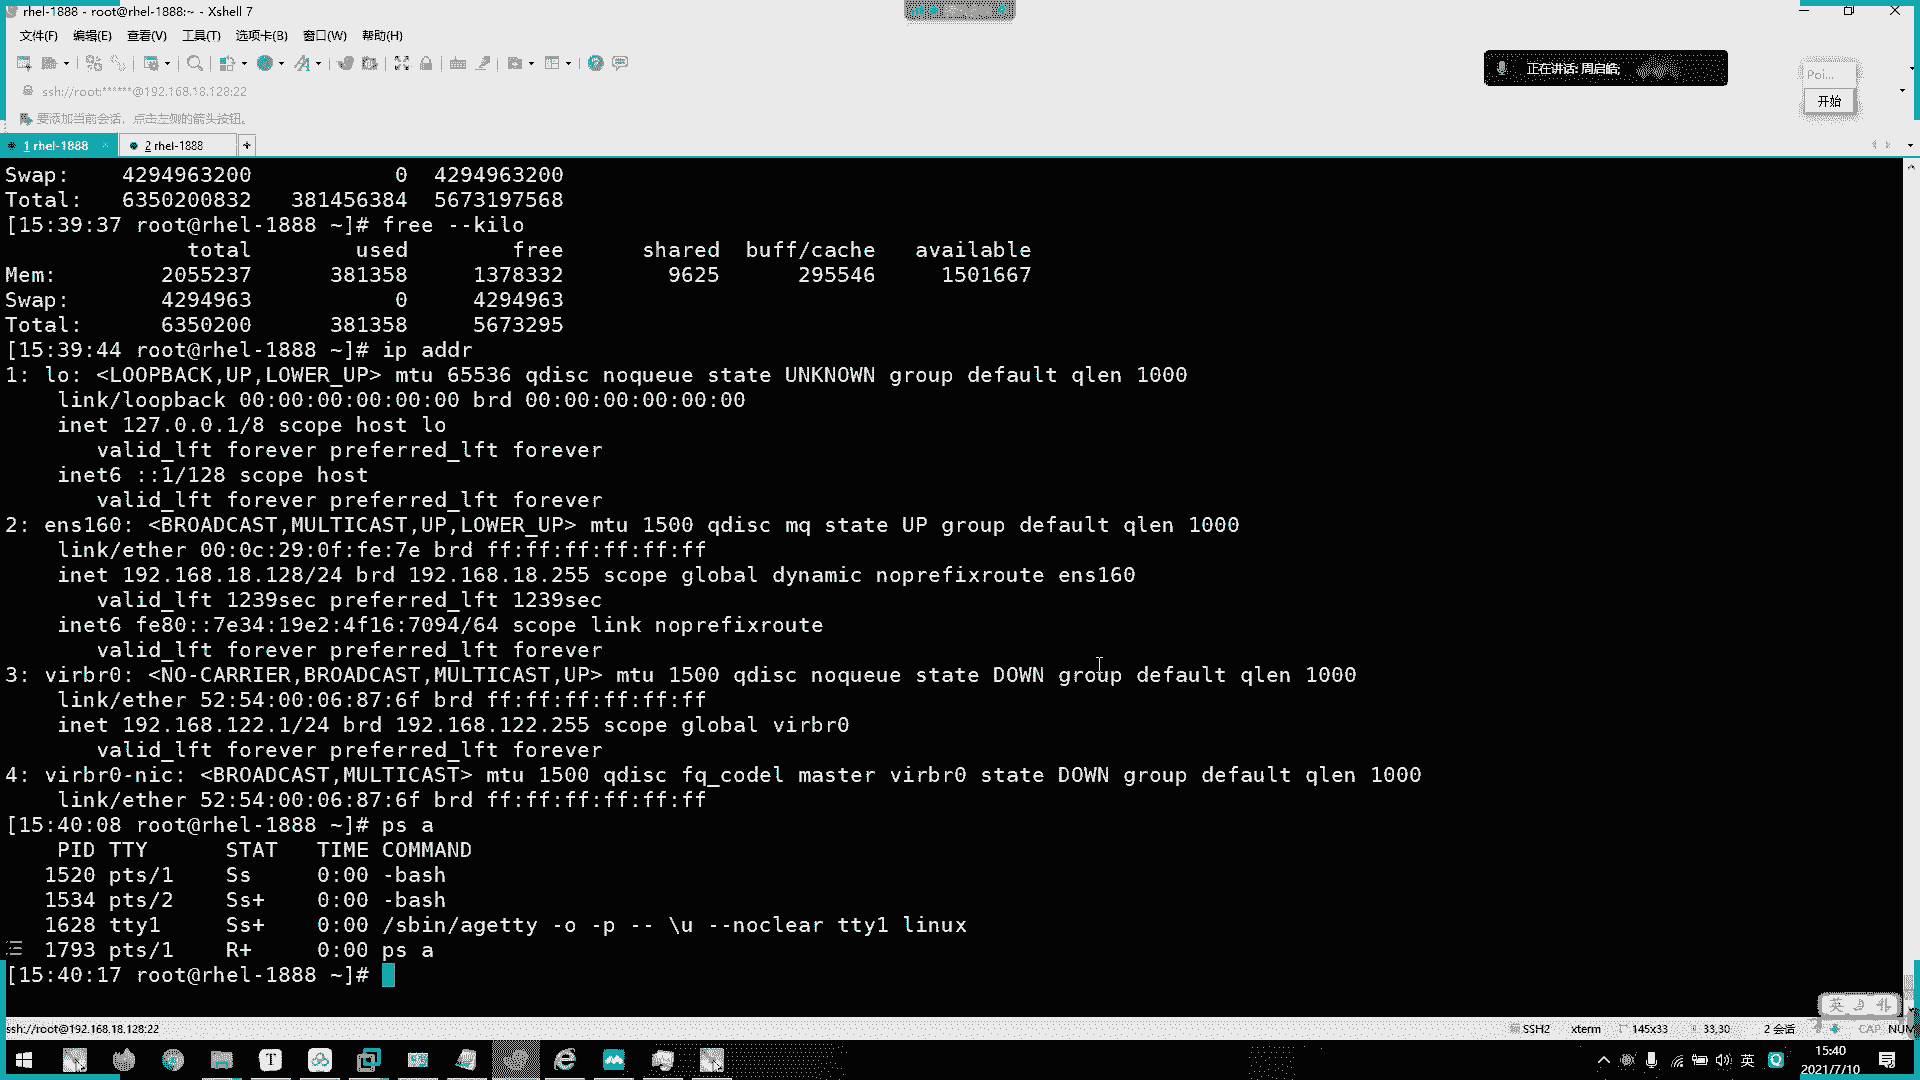 rhel-1888 - root@rhel-1888:~ - Xshell 7
文件(F) 编辑(E) 查看(V) 工具(T) 选项卡(B) 窗口(W) 帮助(H)
正在讲话: 周启皓;
Poi...
开始
ssh://root:******@192.168.18.128:22
要添加当前会话，点击左侧的箭头按钮。
1 rhel-1888 × 2 rhel-1888 +
Swap: 4294963200 0 4294963200
Total: 6350200832 381456384 5673197568
[15:39:37 root@rhel-1888 ~]# free --kilo
total used free shared buff/cache available
Mem: 2055237 381358 1378332 9625 295546 1501667
Swap: 4294963 0 4294963
Total: 6350200 381358 5673295
[15:39:44 root@rhel-1888 ~]# ip addr
1: lo: <LOOPBACK,UP,LOWER_UP> mtu 65536 qdisc noqueue state UNKNOWN group default qlen 1000
link/loopback 00:00:00:00:00:00 brd 00:00:00:00:00:00
inet 127.0.0.1/8 scope host lo
valid_lft forever preferred_lft forever
inet6 ::1/128 scope host
valid_lft forever preferred_lft forever
2: ens160: <BROADCAST,MULTICAST,UP,LOWER_UP> mtu 1500 qdisc mq state UP group default qlen 1000
link/ether 00:0c:29:0f:fe:7e brd ff:ff:ff:ff:ff:ff
inet 192.168.18.128/24 brd 192.168.18.255 scope global dynamic noprefixroute ens160
valid_lft 1239sec preferred_lft 1239sec
inet6 fe80::7e34:19e2:4f16:7094/64 scope link noprefixroute
valid_lft forever preferred_lft forever
3: virbr0: <NO-CARRIER,BROADCAST,MULTICAST,UP> mtu 1500 qdisc noqueue state DOWN group default qlen 1000
link/ether 52:54:00:06:87:6f brd ff:ff:ff:ff:ff:ff
inet 192.168.122.1/24 brd 192.168.122.255 scope global virbr0
valid_lft forever preferred_lft forever
4: virbr0-nic: <BROADCAST,MULTICAST> mtu 1500 qdisc fq_codel master virbr0 state DOWN group default qlen 1000
link/ether 52:54:00:06:87:6f brd ff:ff:ff:ff:ff:ff
[15:40:08 root@rhel-1888 ~]# ps a
PID TTY STAT TIME COMMAND
1520 pts/1 Ss 0:00 -bash
1534 pts/2 Ss+ 0:00 -bash
1628 tty1 Ss+ 0:00 /sbin/agetty -o -p -- \u --noclear tty1 linux
1793 pts/1 R+ 0:00 ps a
[15:40:17 root@rhel-1888 ~]#
英
ssh://root@192.168.18.128:22 SSH2 xterm 145x33 33,30 2 会话 CAP NUM
英
15:40
2021/7/10